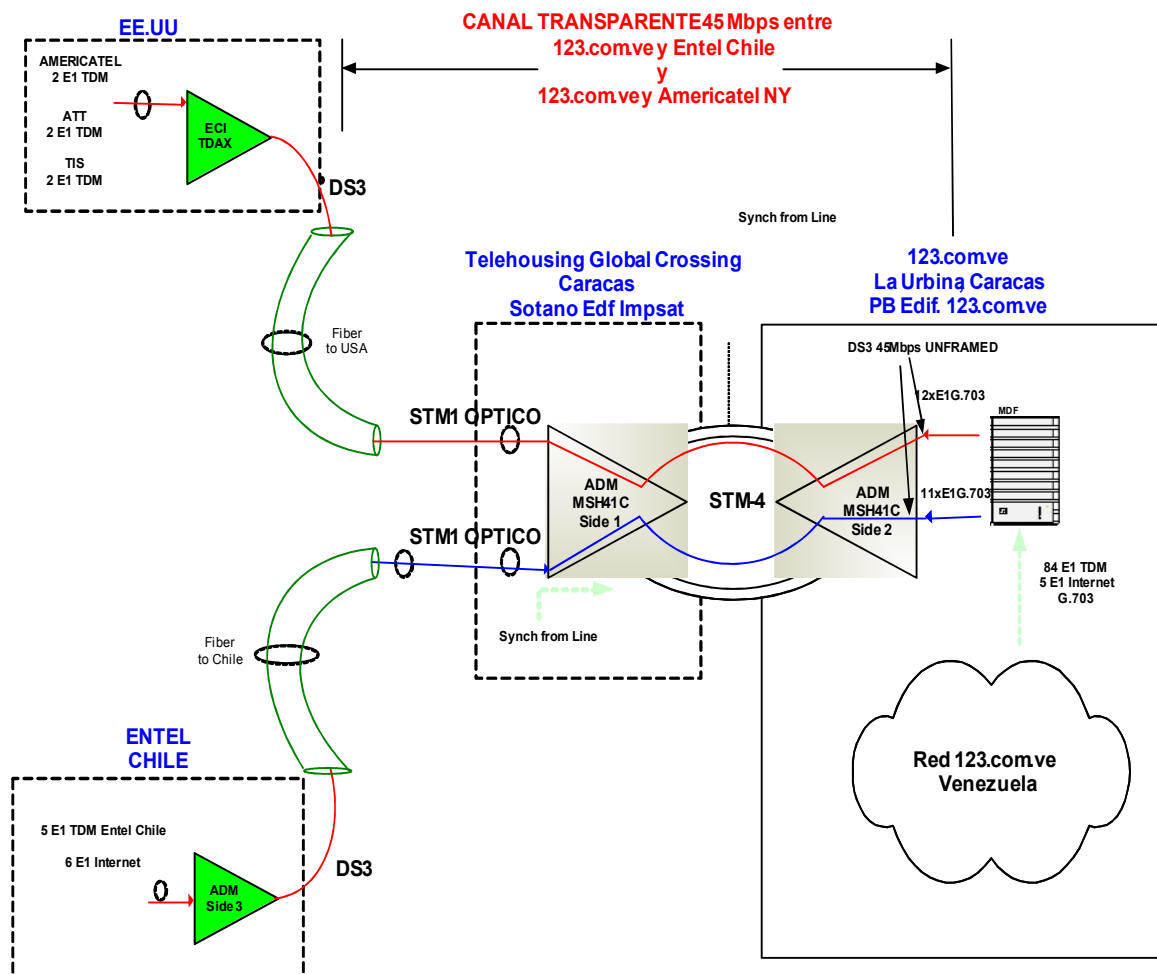 EE.UU
CANAL TRANSPARENTE 45 Mbps entre
123.com.ve y Entel Chile
y
123.com.ve y Americatel NY
AMERICATEL
2 E1 TDM
ATT
2 E1 TDM
TIS
2 E1 TDM
ECI
TDAX
DS3
Synch from Line
Telehousing Global Crossing
Caracas
Sotano Edf Impsat
123.com.ve
La Urbina, Caracas
PB Edif. 123.com.ve
Fiber
to USA
DS3 45Mbps UNFRAMED
12xE1G.703
MDF
STM1 OPTICO
ADM
MSH41C
Side 1
STM-4
ADM
MSH41C
Side 2
11xE1G.703
STM1 OPTICO
84 E1 TDM
5 E1 Internet
G.703
Synch from Line
Fiber
to Chile
ENTEL
CHILE
Red 123.com.ve
Venezuela
5 E1 TDM Entel Chile
6 E1 Internet
ADM
Side 3
DS3